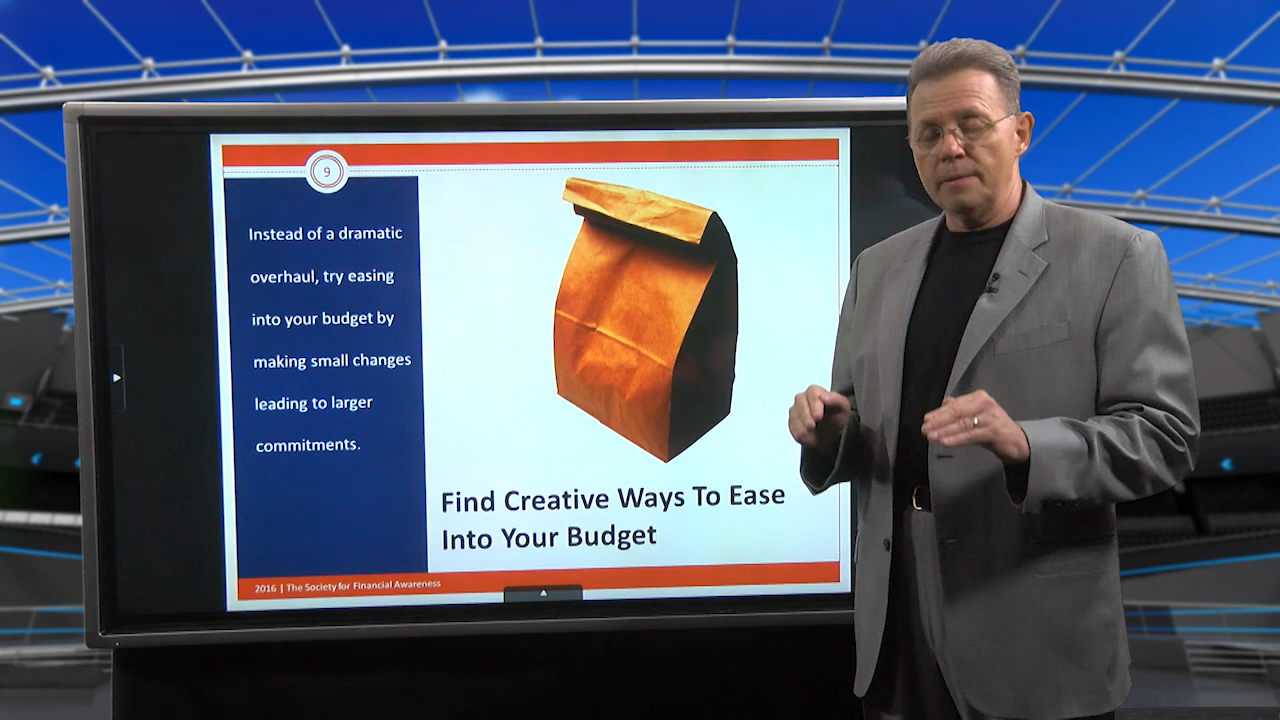 9
Instead of a dramatic
overhaul, try easing
into your budget by
making small changes
leading to larger
commitments.
Find Creative Ways To Ease
Into Your Budget
2016 | The Society for Financial Awareness